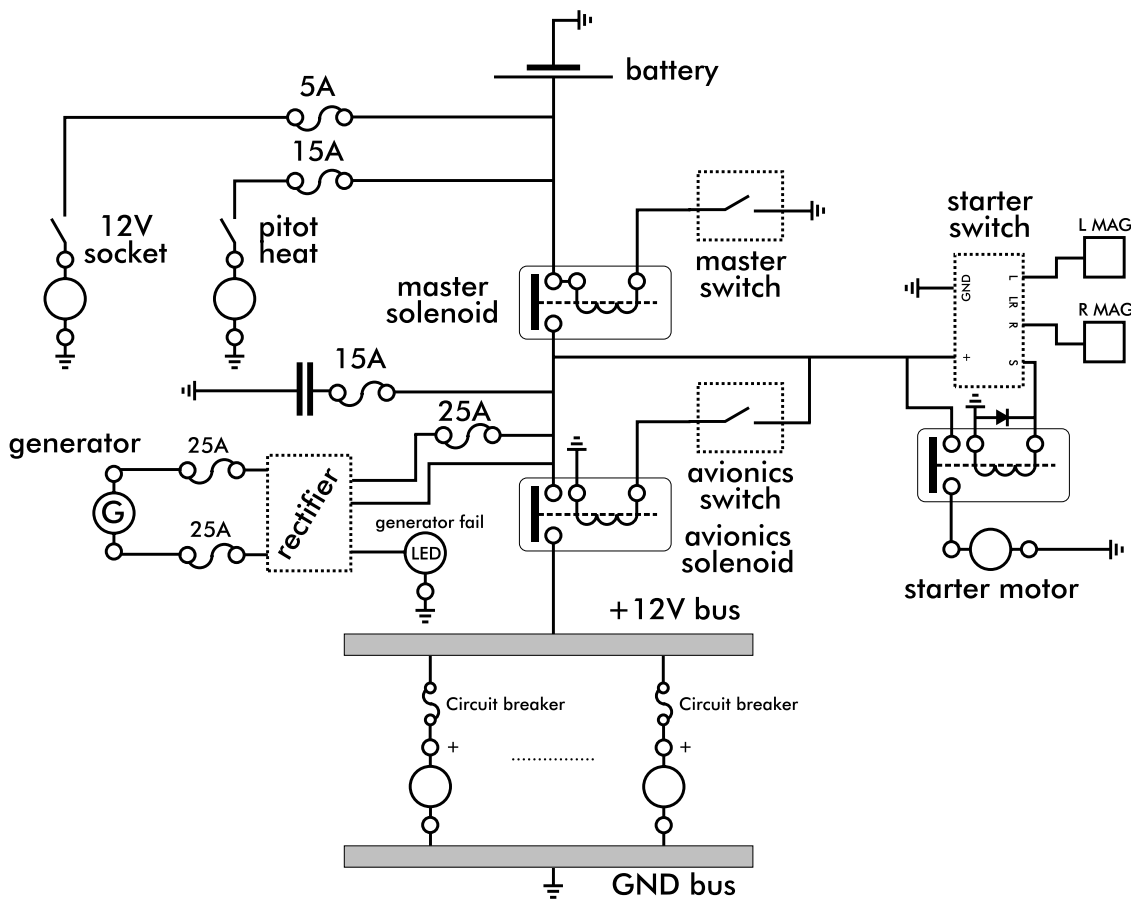 battery
5A
15A
12V
socket
pitot
heat
master
switch
starter
switch
L MAG
R MAG
GND
L
LR
R
+
S
master
solenoid
15A
25A
generator
25A
G
25A
rectifier
generator fail
LED
avionics
switch
avionics
solenoid
starter motor
+12V bus
Circuit breaker
Circuit breaker
+
+
GND bus